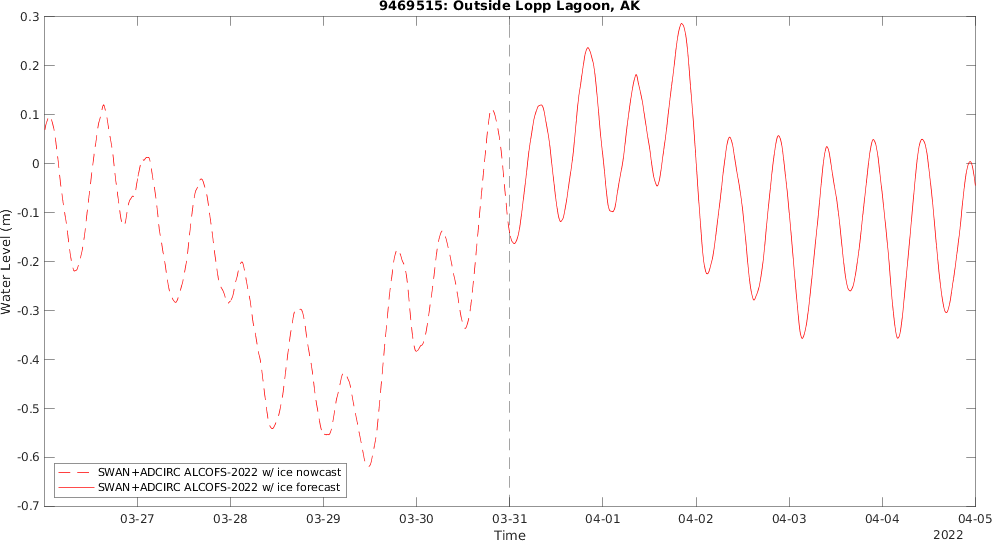 9469515: Outside Lopp Lagoon, AK
0.3
0.2
0.1
0
-0.1
-0.2
-0.3
-0.4
-0.5
-0.6
-0.7
Water Level (m)
SWAN+ADCIRC ALCOFS-2022 w/ ice nowcast
SWAN+ADCIRC ALCOFS-2022 w/ ice forecast
03-27 03-28 03-29 03-30 03-31 04-01 04-02 04-03 04-04 04-05
Time
2022